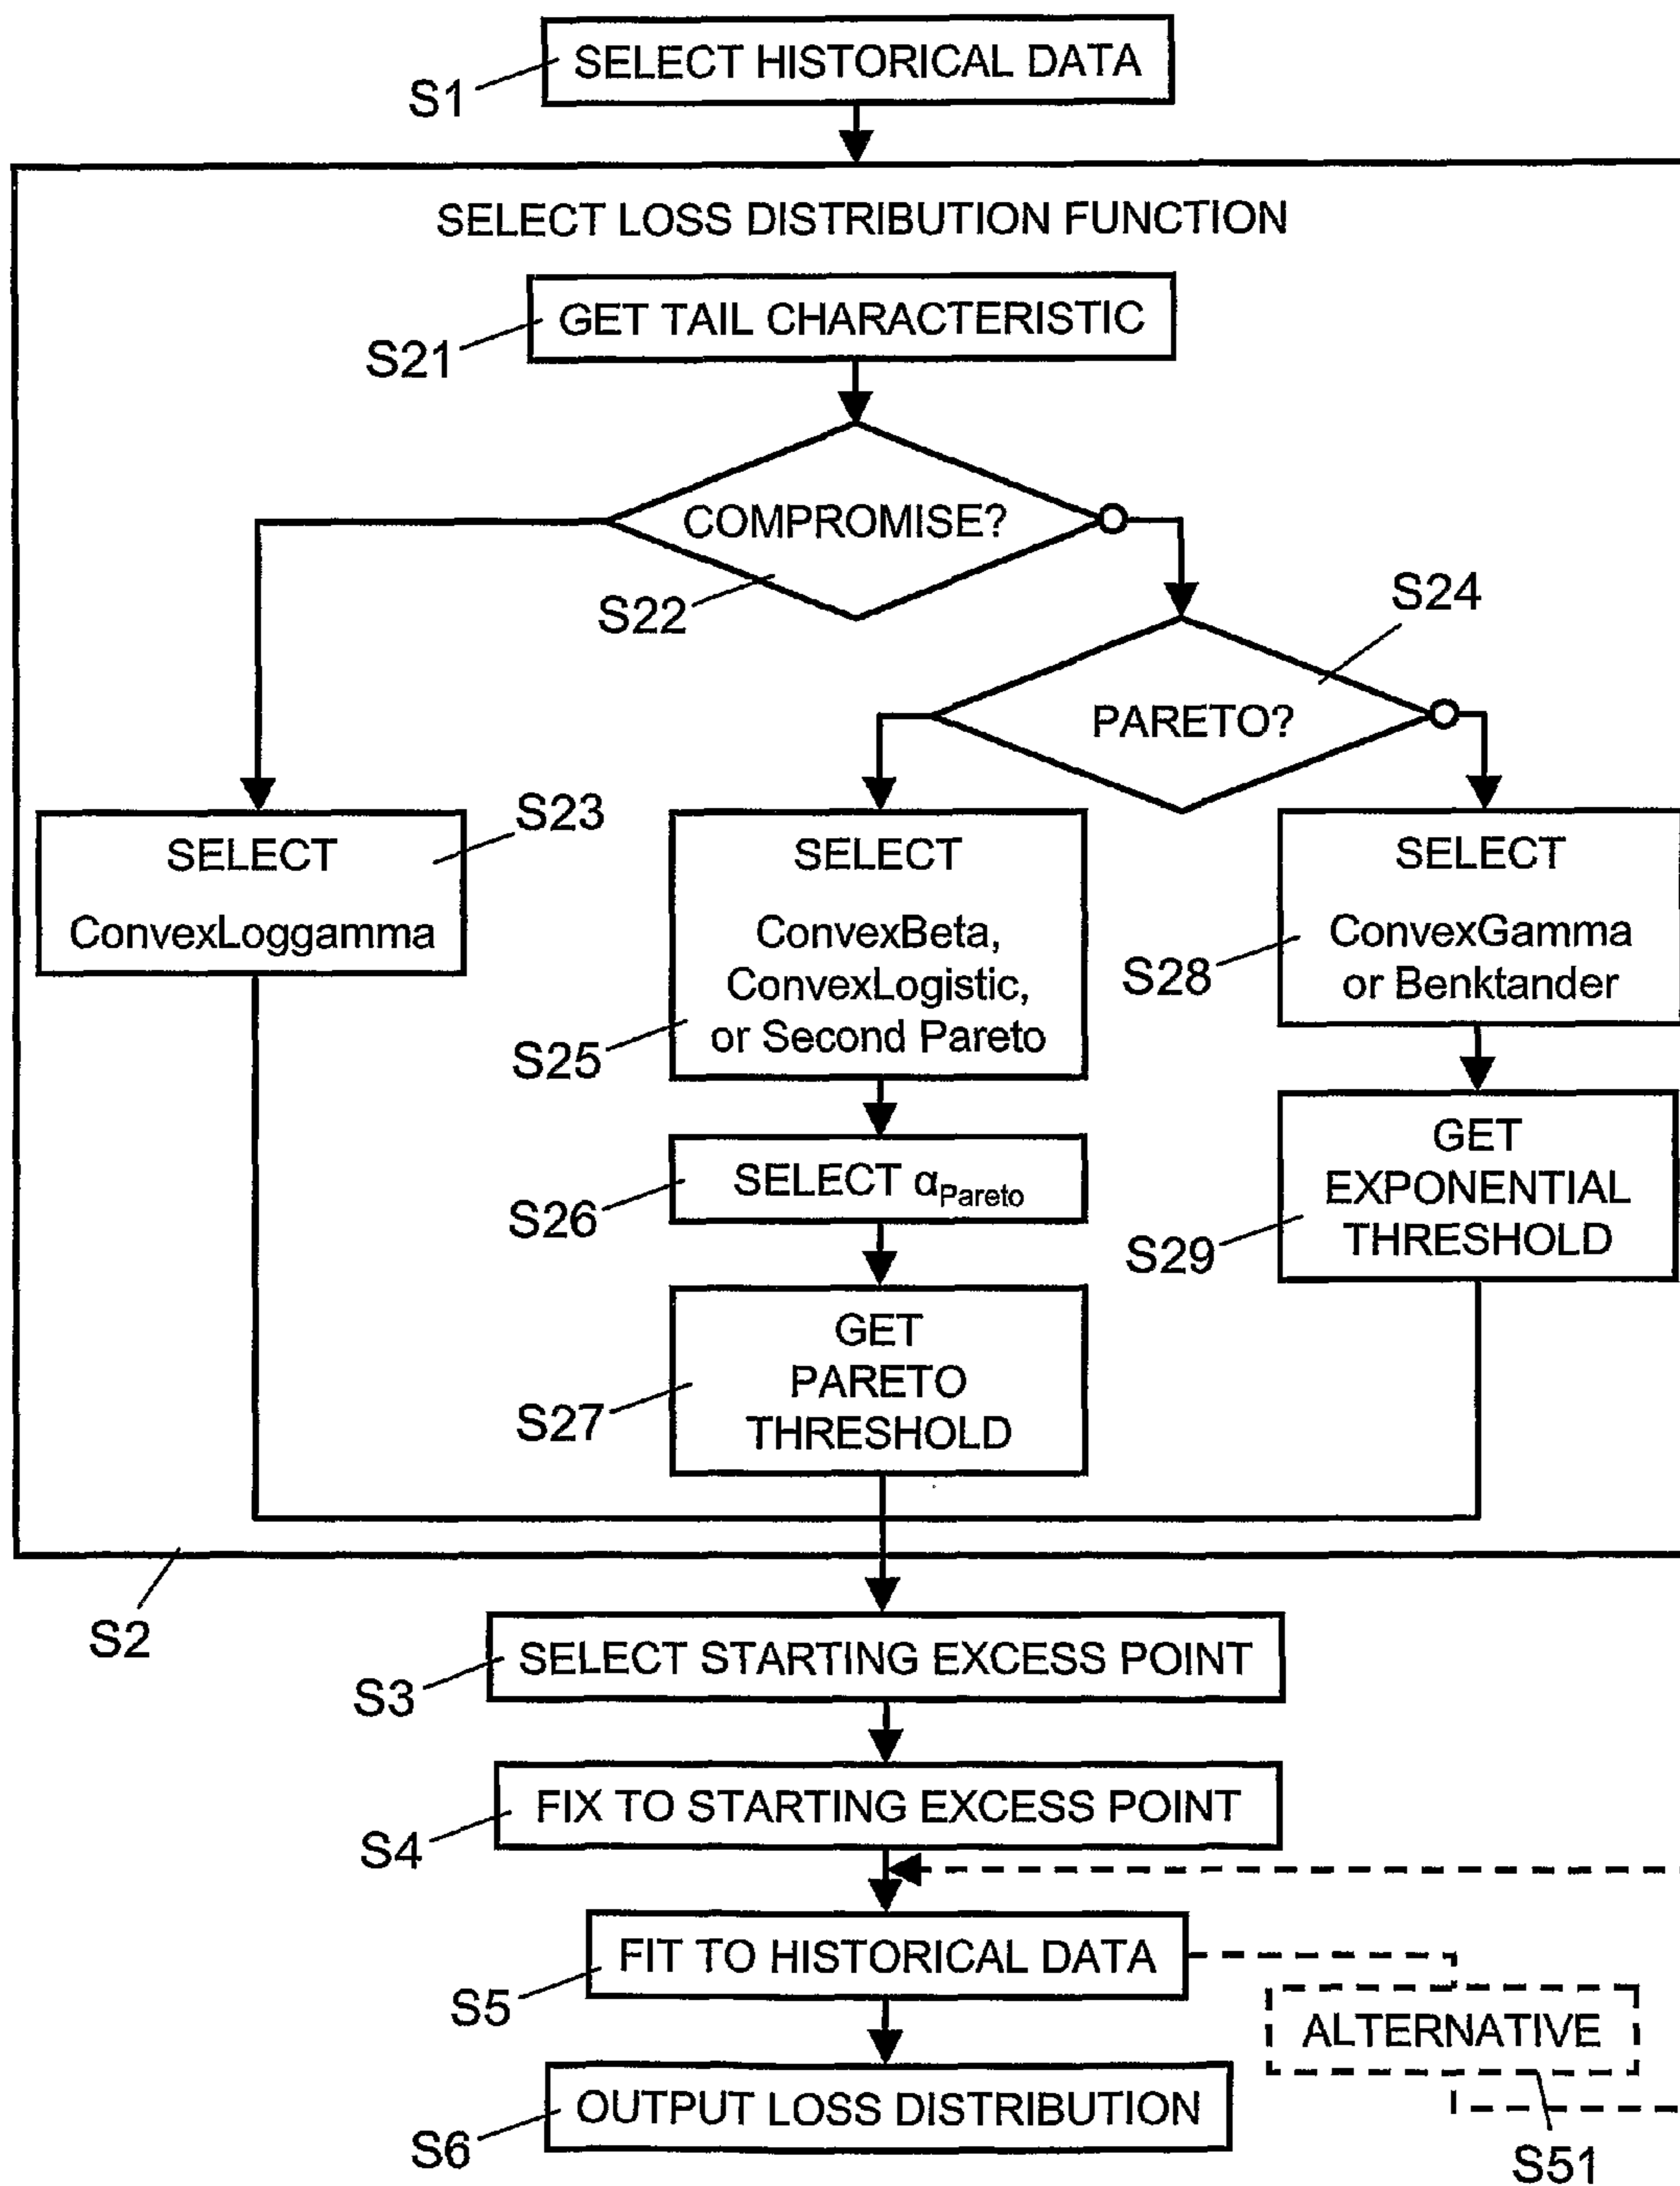 SELECT HISTORICAL DATA
S1
SELECT LOSS DISTRIBUTION FUNCTION
GET TAIL CHARACTERISTIC
S21
COMPROMISE?
S22
S24
PARETO?
S23
SELECT
ConvexLoggamma
SELECT
ConvexBeta,
ConvexLogistic,
or Second Pareto
S25
SELECT
ConvexGamma
or Benktander
S28
SELECT αPareto
S26
GET
EXPONENTIAL
THRESHOLD
S29
GET
PARETO
THRESHOLD
S27
S2
SELECT STARTING EXCESS POINT
S3
FIX TO STARTING EXCESS POINT
S4
FIT TO HISTORICAL DATA
S5
ALTERNATIVE
S51
OUTPUT LOSS DISTRIBUTION
S6